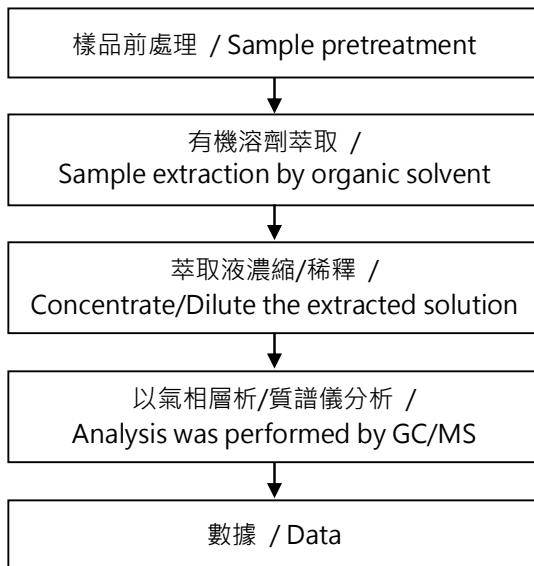 樣品前處理 / Sample pretreatment
有機溶劑萃取 /
Sample extraction by organic solvent
萃取液濃縮/稀釋 /
Concentrate/Dilute the extracted solution
以氣相層析/質譜儀分析 /
Analysis was performed by GC/MS
數據 / Data